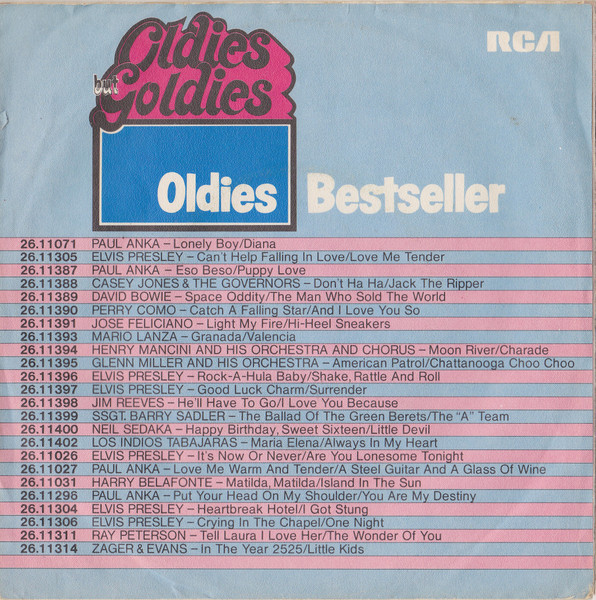 Oldies
but
Goldies
RCA
Oldies Bestseller
26.11071 PAUL ANKA – Lonely Boy/Diana
26.11305 ELVIS PRESLEY – Can't Help Falling In Love/Love Me Tender
26.11387 PAUL ANKA – Eso Beso/Puppy Love
26.11388 CASEY JONES & THE GOVERNORS – Don't Ha Ha/Jack The Ripper
26.11389 DAVID BOWIE – Space Oddity/The Man Who Sold The World
26.11390 PERRY COMO – Catch A Falling Star/And I Love You So
26.11391 JOSE FELICIANO – Light My Fire/Hi-Heel Sneakers
26.11393 MARIO LANZA – Granada/Valencia
26.11394 HENRY MANCINI AND HIS ORCHESTRA AND CHORUS – Moon River/Charade
26.11395 GLENN MILLER AND HIS ORCHESTRA – American Patrol/Chattanooga Choo Choo
26.11396 ELVIS PRESLEY – Rock-A-Hula Baby/Shake, Rattle And Roll
26.11397 ELVIS PRESLEY – Good Luck Charm/Surrender
26.11398 JIM REEVES – He'll Have To Go/I Love You Because
26.11399 SSGT. BARRY SADLER – The Ballad Of The Green Berets/The "A" Team
26.11400 NEIL SEDAKA – Happy Birthday, Sweet Sixteen/Little Devil
26.11402 LOS INDIOS TABAJARAS – Maria Elena/Always In My Heart
26.11026 ELVIS PRESLEY – It's Now Or Never/Are You Lonesome Tonight
26.11027 PAUL ANKA – Love Me Warm And Tender/A Steel Guitar And A Glass Of Wine
26.11031 HARRY BELAFONTE – Matilda, Matilda/Island In The Sun
26.11296 PAUL ANKA – Put Your Head On My Shoulder/You Are My Destiny
26.11304 ELVIS PRESLEY – Heartbreak Hotel/I Got Stung
26.11306 ELVIS PRESLEY – Crying In The Chapel/One Night
26.11311 RAY PETERSON – Tell Laura I Love Her/The Wonder Of You
26.11314 ZAGER & EVANS – In The Year 2525/Little Kids